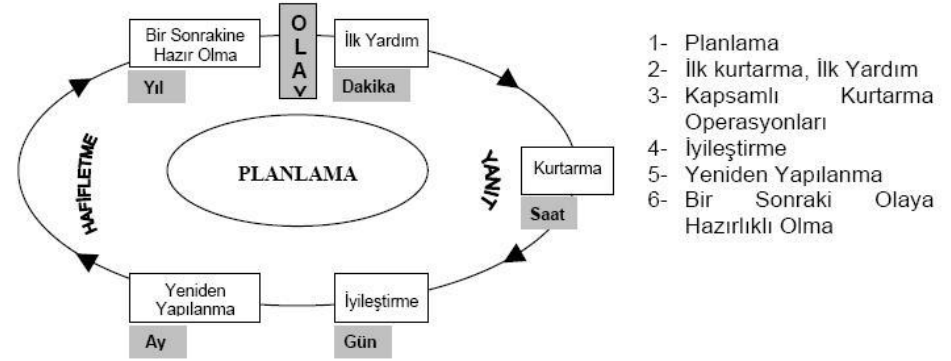 Bir Sonrakine
Hazır Olma
Yıl
OLAY
İlk Yardım
Dakika
HAFİFLETME
PLANLAMA
YANIT
Kurtarma
Saat
Yeniden
Yapılanma
Ay
İyileştirme
Gün
1- Planlama
2- İlk kurtarma, İlk Yardım
3- Kapsamlı Kurtarma
Operasyonları
4- İyileştirme
5- Yeniden Yapılanma
6- Bir Sonraki Olaya
Hazırlıklı Olma